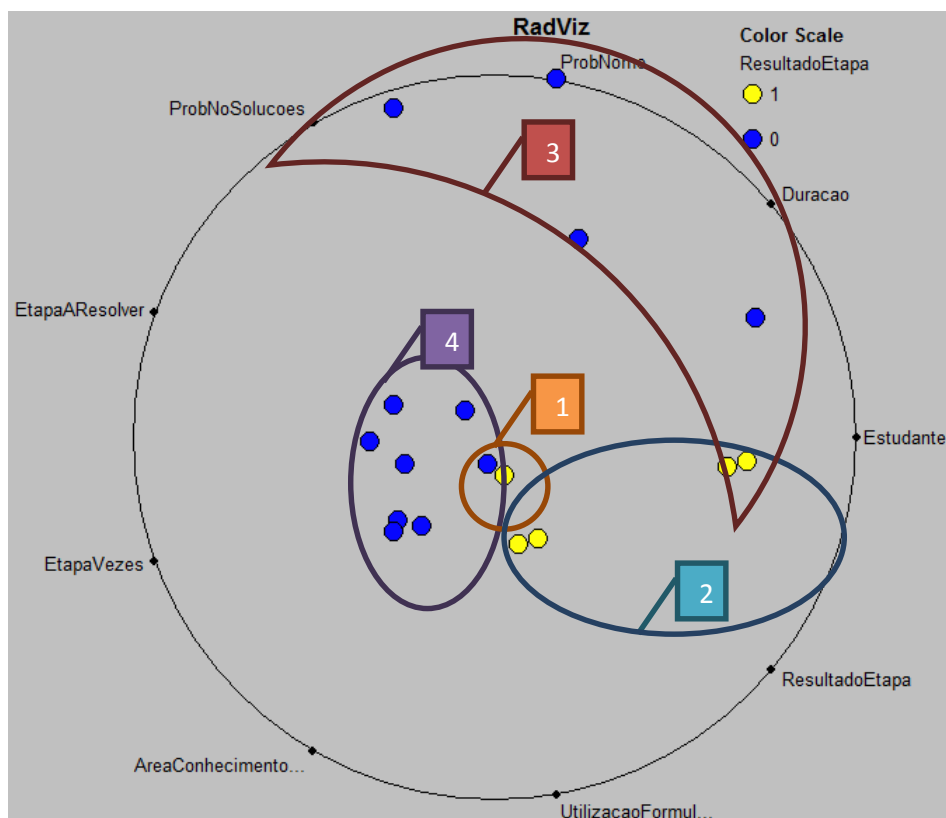 RadViz
Color Scale
ResultadoEtapa
1
0
ProbNome
ProbNoSolucoes
3
Duracao
EtapaAResolver
4
1
Estudante
EtapaVezes
2
ResultadoEtapa
AreaConhecimento...
UtilizacaoFormul...